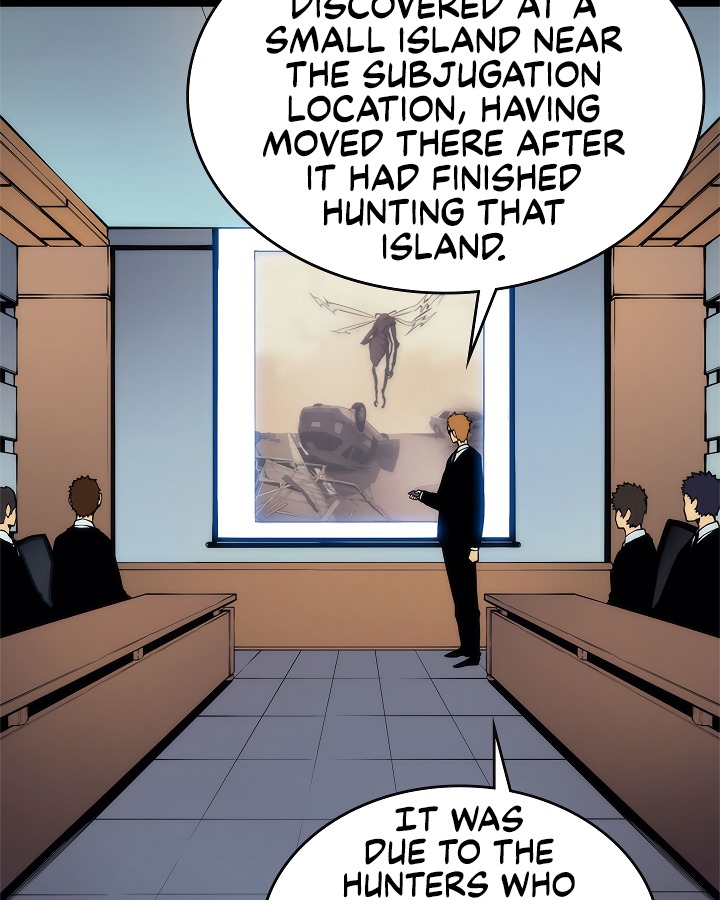 DISCOVERED AT A
SMALL ISLAND NEAR
THE SUBJUGATION
LOCATION, HAVING
MOVED THERE AFTER
IT HAD FINISHED
HUNTING THAT
ISLAND.
IT WAS
DUE TO THE
HUNTERS WHO